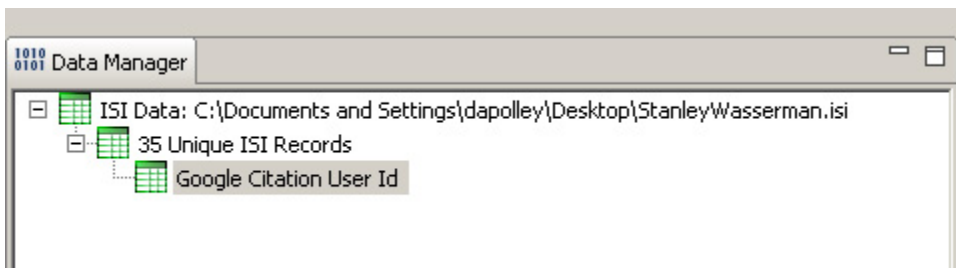 1010
0101 Data Manager
ISI Data: C:\Documents and Settings\dapolley\Desktop\StanleyWasserman.isi
35 Unique ISI Records
Google Citation User Id